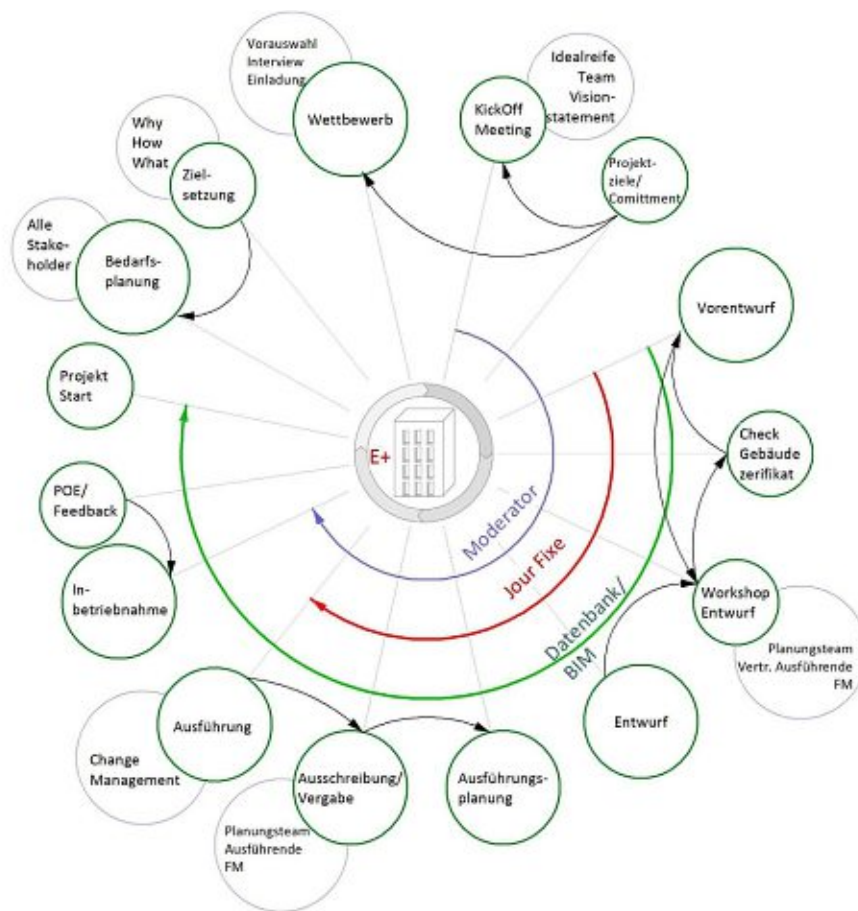 Vorauswahl
Interview
Einladung
Wettbewerb
Idealreife
Team
Vision-
statement
KickOff
Meeting
Projekt-
ziele/
Comittment
Why
How
What
Ziel-
setzung
Alle
Stake-
holder
Bedarfs-
planung
Vorentwurf
Projekt
Start
Check
Gebäude
zerifikat
E+
POE/
Feedback
In-
betriebnahme
Moderator
Jour Fixe
Datenbank/
BIM
Workshop
Entwurf
Planungsteam
Vertr. Ausführende
FM
Entwurf
Ausführung
Change
Management
Ausschreibung/
Vergabe
Ausführungs-
planung
Planungsteam
Ausführende
FM